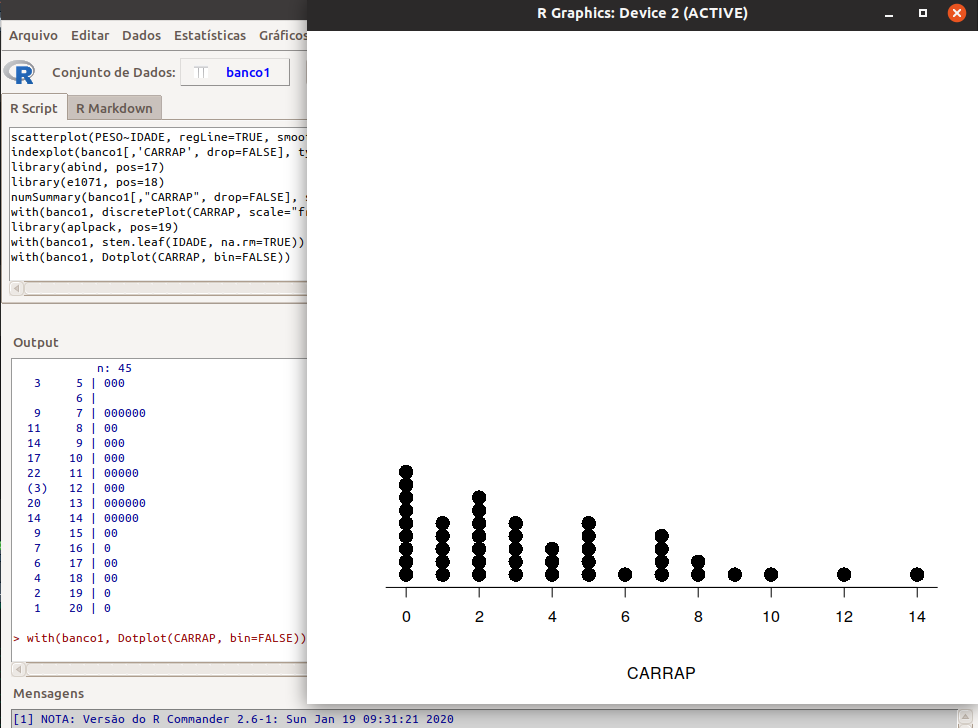 R Graphics: Device 2 (ACTIVE)
Arquivo Editar Dados Estatísticas Gráficos
R Conjunto de Dados: banco1
R Script R Markdown
scatterplot(PESO~IDADE, regLine=TRUE, smoo
indexplot(banco1[,'CARRAP', drop=FALSE], ty
library(abind, pos=17)
library(e1071, pos=18)
numSummary(banco1[,"CARRAP", drop=FALSE], s
with(banco1, discretePlot(CARRAP, scale="fr
library(aplpack, pos=19)
with(banco1, stem.leaf(IDADE, na.rm=TRUE))
with(banco1, Dotplot(CARRAP, bin=FALSE))
Output
n: 45
3 5 | 000
6 |
9 7 | 000000
11 8 | 00
14 9 | 000
17 10 | 000
22 11 | 00000
(3) 12 | 000
20 13 | 000000
14 14 | 00000
9 15 | 00
7 16 | 0
6 17 | 00
4 18 | 00
2 19 | 0
1 20 | 0
> with(banco1, Dotplot(CARRAP, bin=FALSE))
Mensagens
[1] NOTA: Versão do R Commander 2.6-1: Sun Jan 19 09:31:21 2020
0 2 4 6 8 10 12 14
CARRAP